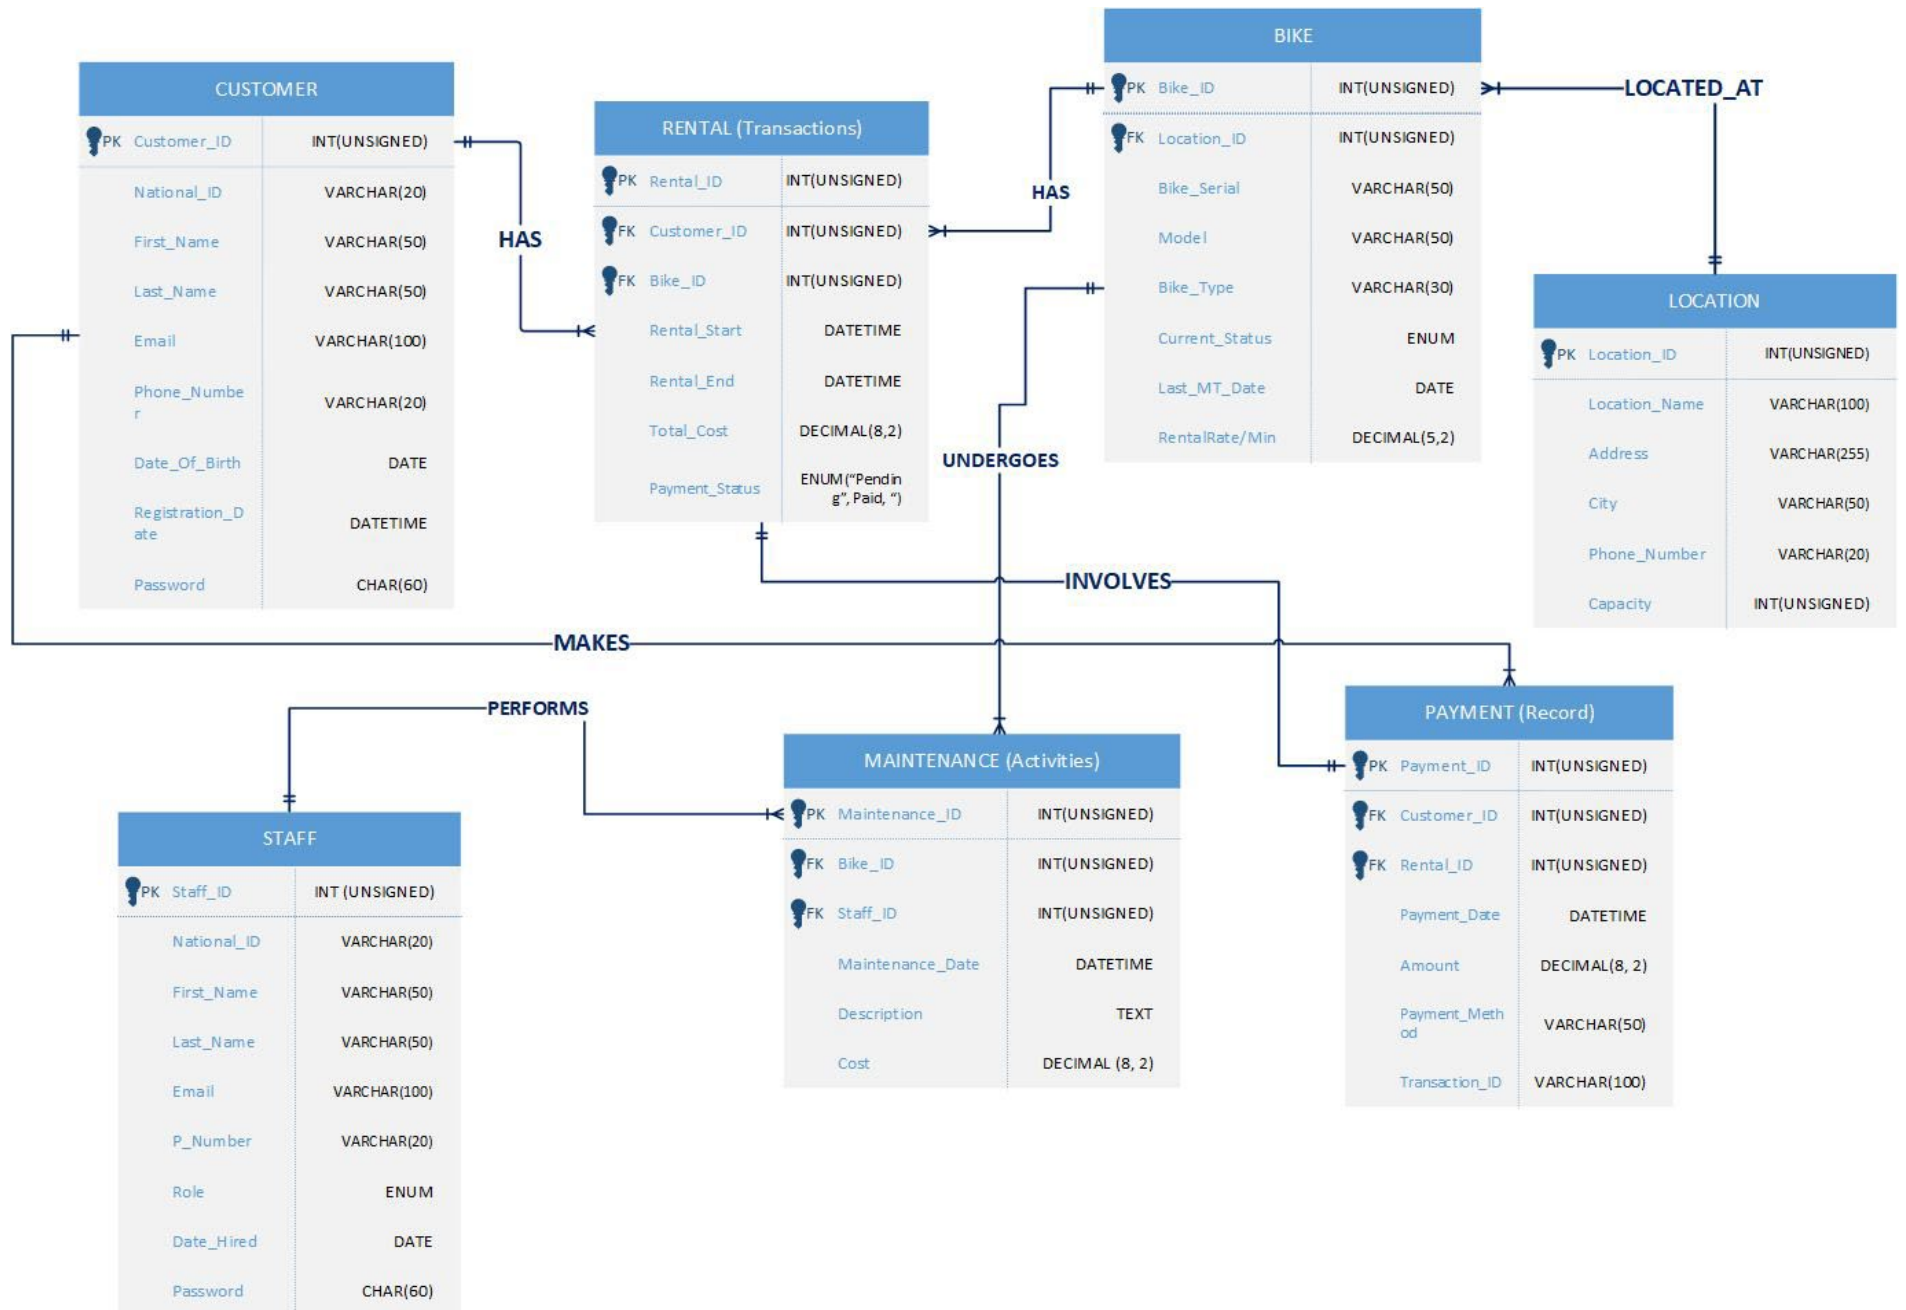 CUSTOMER
PK Customer_ID INT(UNSIGNED)
National_ID VARCHAR(20)
First_Name VARCHAR(50)
Last_Name VARCHAR(50)
Email VARCHAR(100)
Phone_Numbe
r
VARCHAR(20)
Date_Of_Birth DATE
Registration_D
ate
DATETIME
Password CHAR(60)
HAS
RENTAL (Transactions)
PK Rental_ID INT(UNSIGNED)
FK Customer_ID INT(UNSIGNED)
FK Bike_ID INT(UNSIGNED)
Rental_Start DATETIME
Rental_End DATETIME
Total_Cost DECIMAL(8,2)
Payment_Status
ENUM("Pendin
g", Paid, ")
HAS
BIKE
PK Bike_ID INT(UNSIGNED)
FK Location_ID INT(UNSIGNED)
Bike_Serial VARCHAR(50)
Model VARCHAR(50)
Bike_Type VARCHAR(30)
Current_Status ENUM
Last_MT_Date DATE
RentalRate/Min DECIMAL(5,2)
LOCATED_AT
LOCATION
PK Location_ID INT(UNSIGNED)
Location_Name VARCHAR(100)
Address VARCHAR(255)
City VARCHAR(50)
Phone_Number VARCHAR(20)
Capacity INT(UNSIGNED)
UNDERGOES
INVOLVES
MAKES
PERFORMS
STAFF
PK Staff_ID INT (UNSIGNED)
National_ID VARCHAR(20)
First_Name VARCHAR(50)
Last_Name VARCHAR(50)
Email VARCHAR(100)
P_Number VARCHAR(20)
Role ENUM
Date_Hired DATE
Password CHAR(60)
MAINTENANCE (Activities)
PK Maintenance_ID INT(UNSIGNED)
FK Bike_ID INT(UNSIGNED)
FK Staff_ID INT(UNSIGNED)
Maintenance_Date DATETIME
Description TEXT
Cost DECIMAL (8, 2)
PAYMENT (Record)
PK Payment_ID INT(UNSIGNED)
FK Customer_ID INT(UNSIGNED)
FK Rental_ID INT(UNSIGNED)
Payment_Date DATETIME
Amount DECIMAL(8, 2)
Payment_Meth
od
VARCHAR(50)
Transaction_ID VARCHAR(100)